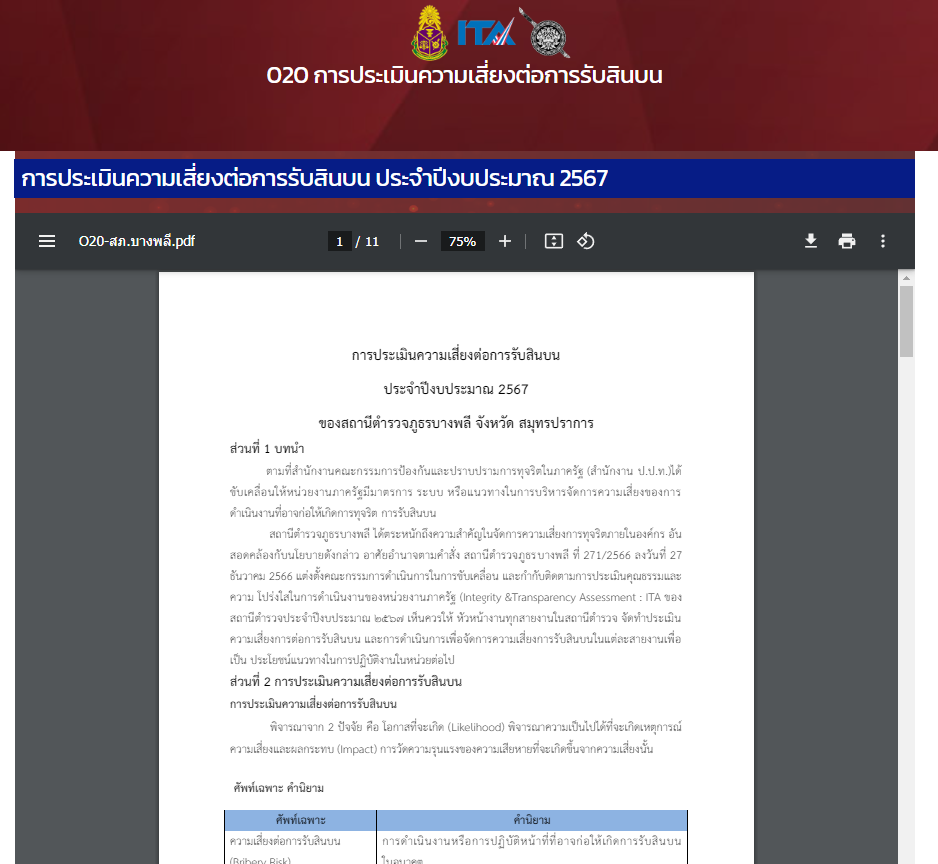 ITA
O20 การประเมินความเสี่ยงต่อการรับสินบน
การประเมินความเสี่ยงต่อการรับสินบน ประจำปีงบประมาณ 2567
O20-สภ.บางพลี.pdf
1 / 11
75%
การประเมินความเสี่ยงต่อการรับสินบน
ประจำปีงบประมาณ 2567
ของสถานีตำรวจภูธรบางพลี จังหวัด สมุทรปราการ
ส่วนที่ 1 บทนำ
ตามที่สำนักงานคณะกรรมการป้องกันและปราบปรามการทุจริตในภาครัฐ (สำนักงาน ป.ป.ท.)ได้
ขับเคลื่อนให้หน่วยงานภาครัฐมีมาตรการ ระบบ หรือแนวทางในการบริหารจัดการความเสี่ยงของการ
ดำเนินงานที่อาจก่อให้เกิดการทุจริต การรับสินบน
สถานีตำรวจภูธรบางพลี ได้ตระหนักถึงความสำคัญในจัดการความเสี่ยงการทุจริตภายในองค์กร อัน
สอดคล้องกับนโยบายดังกล่าว อาศัยอำนาจตามคำสั่ง สถานีตำรวจภูธรบางพลี ที่ 271/2566 ลงวันที่ 27
ธันวาคม 2566 แต่งตั้งคณะกรรมการดำเนินการในการขับเคลื่อน และกำกับติดตามการประเมินคุณธรรมและ
ความ โปร่งใสในการดำเนินงานของหน่วยงานภาครัฐ (Integrity &Transparency Assessment : ITA ของ
สถานีตำรวจประจำปีงบประมาณ ๒๕๖๗ เห็นควรให้ หัวหน้างานทุกสายงานในสถานีตำรวจ จัดทำประเมิน
ความเสี่ยงการต่อการรับสินบน และการดำเนินการเพื่อจัดการความเสี่ยงการรับสินบนในแต่ละสายงานเพื่อ
เป็น ประโยชน์แนวทางในการปฏิบัติงานในหน่วยต่อไป
ส่วนที่ 2 การประเมินความเสี่ยงต่อการรับสินบน
การประเมินความเสี่ยงต่อการรับสินบน
พิจารณาจาก 2 ปัจจัย คือ โอกาสที่จะเกิด (Likelihood) พิจารณาความเป็นไปได้ที่จะเกิดเหตุการณ์
ความเสี่ยงและผลกระทบ (Impact) การวัดความรุนแรงของความเสียหายที่จะเกิดขึ้นจากความเสี่ยงนั้น
ศัพท์เฉพาะ คำนิยาม
ศัพท์เฉพาะ คำนิยาม
ความเสี่ยงต่อการรับสินบน การดำเนินงานหรือการปฏิบัติหน้าที่ที่อาจก่อให้เกิดการรับสินบน
(Bribery Risk) ในอนาคต